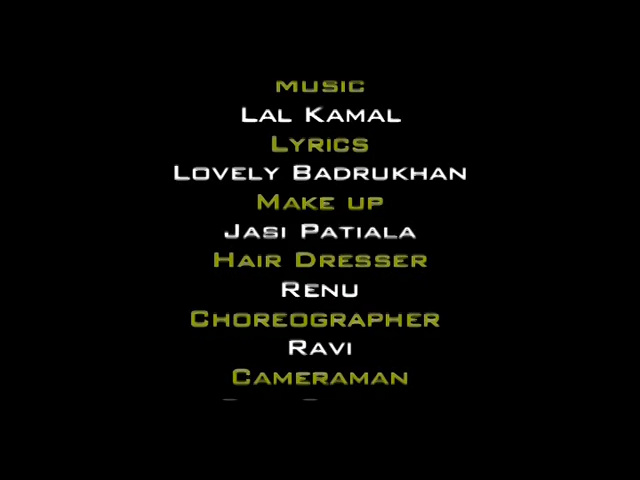 MUSIC
LAL KAMAL
LYRICS
LOVELY BADRUKHAN
MAKE UP
JASI PATIALA
HAIR DRESSER
RENU
CHOREOGRAPHER
RAVI
CAMERAMAN